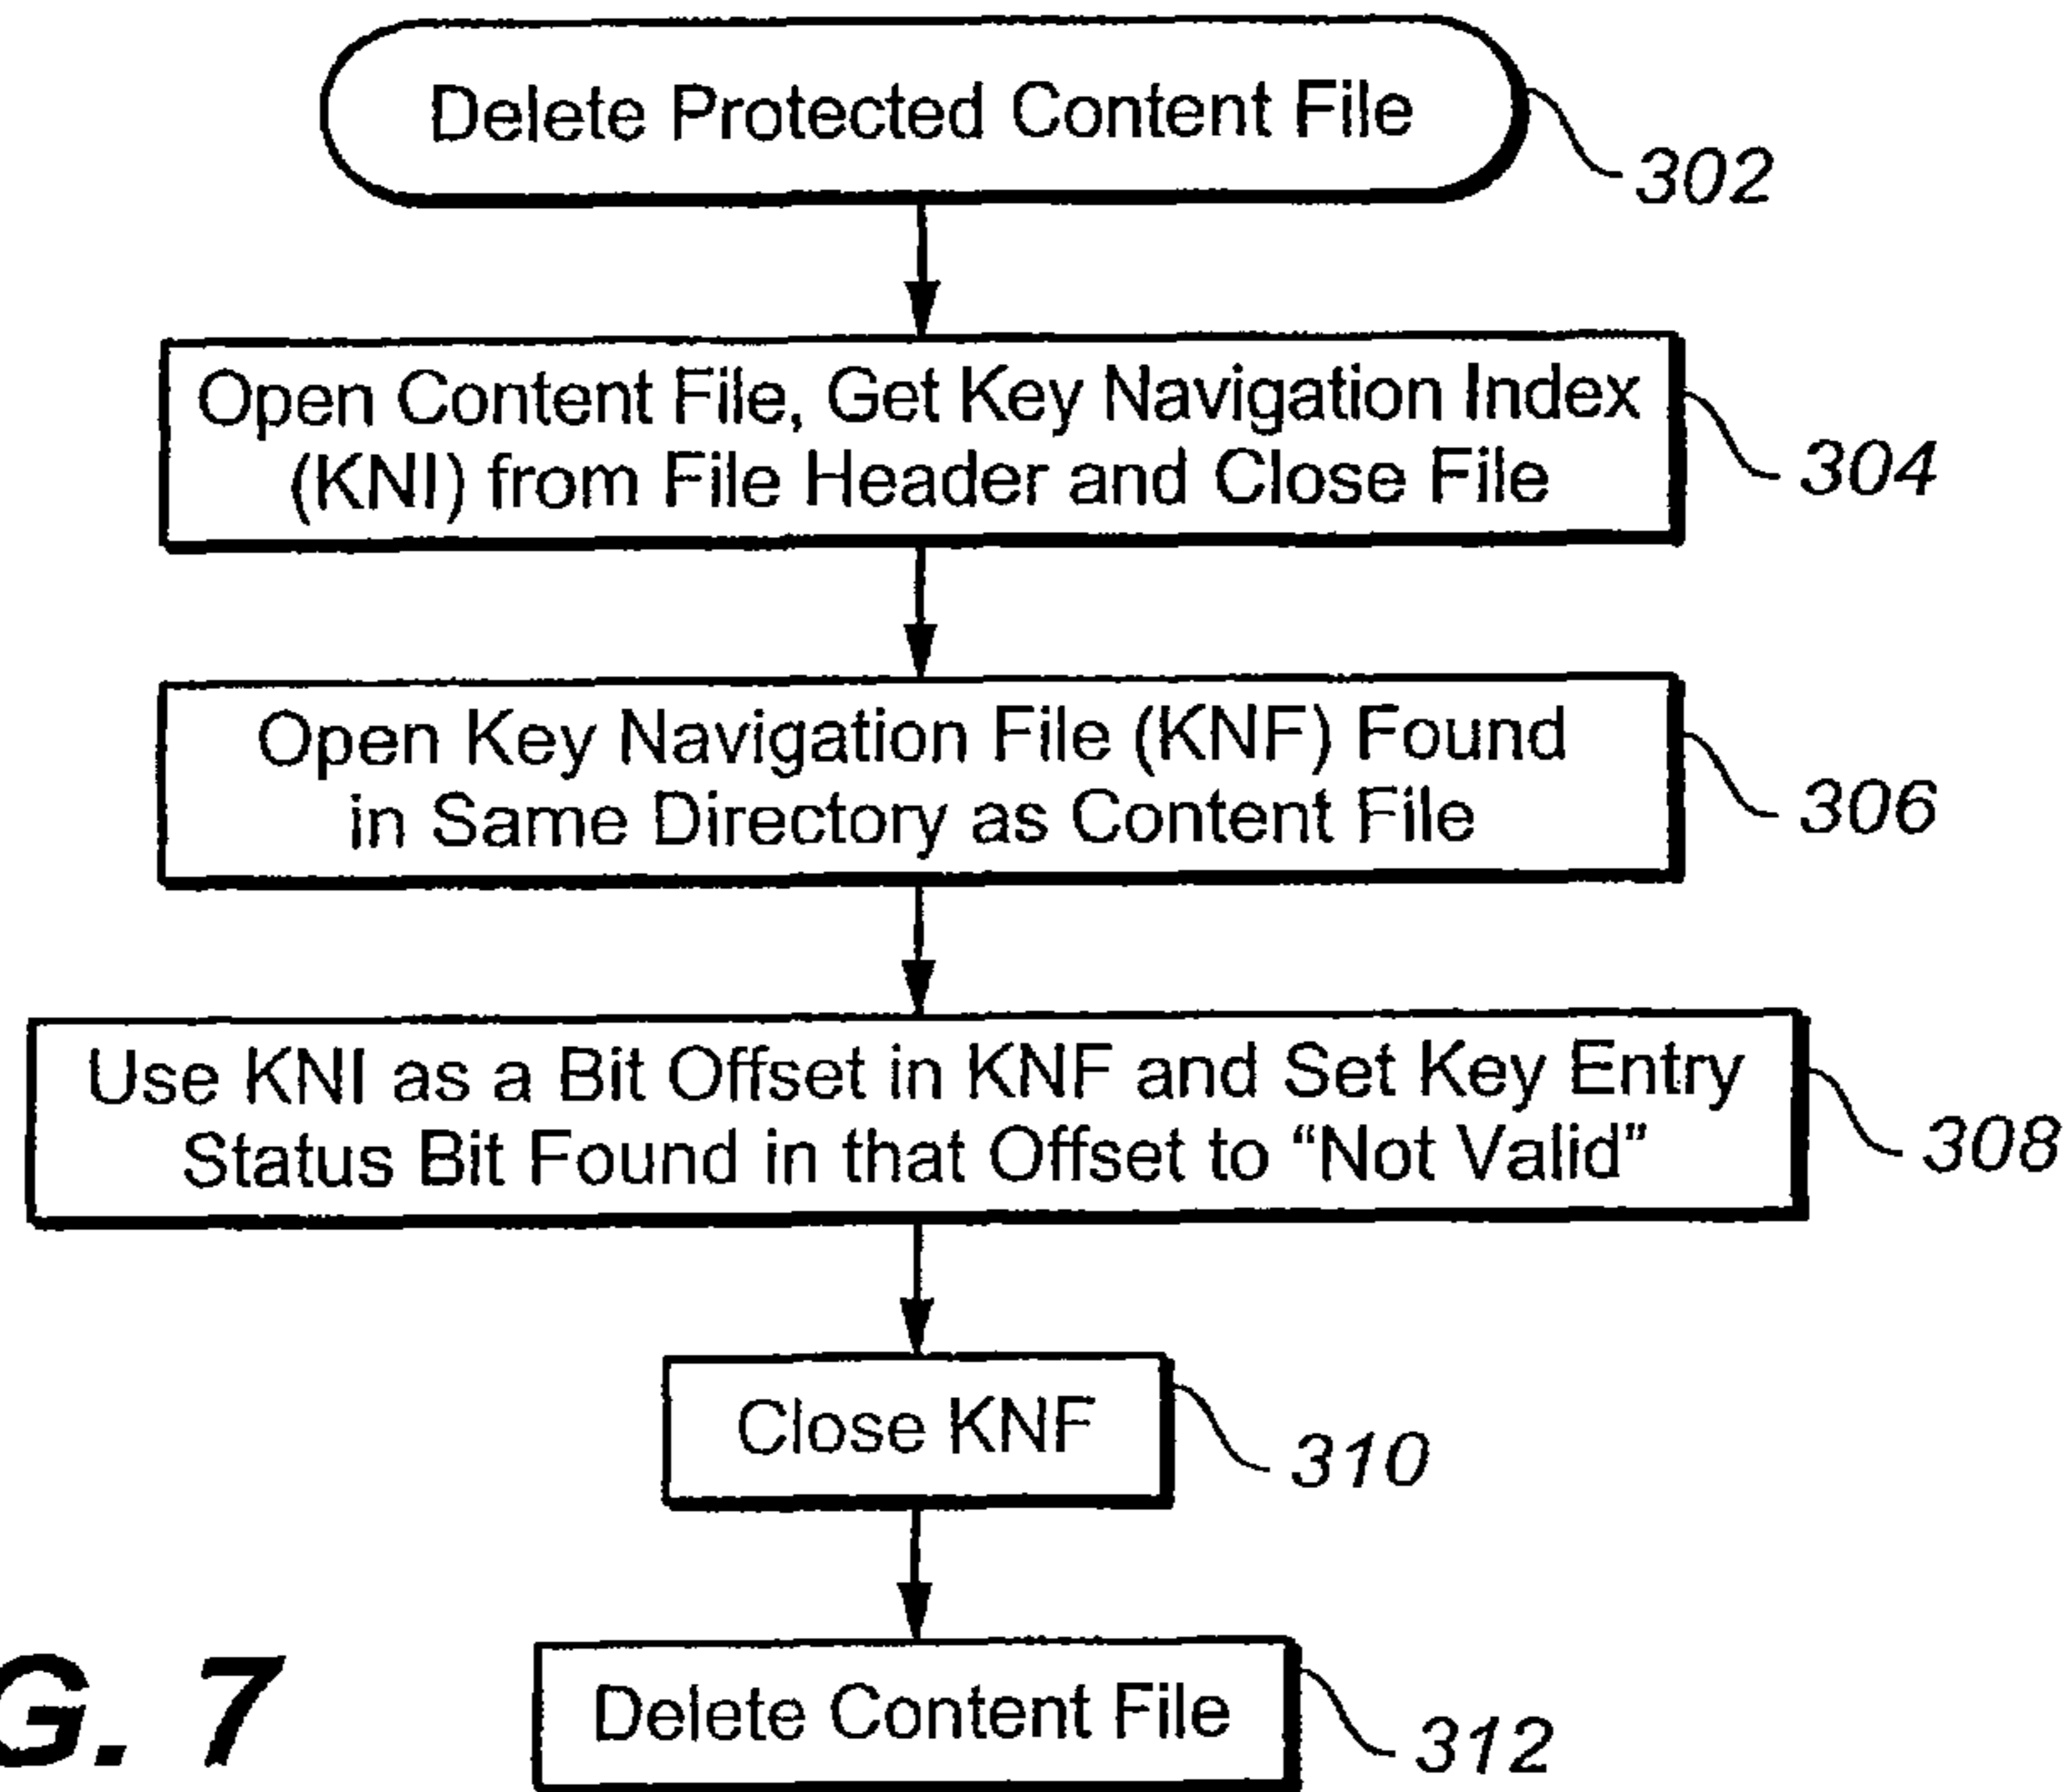 Delete Protected Content File
302
Open Content File, Get Key Navigation Index
(KNI) from File Header and Close File
304
Open Key Navigation File (KNF) Found
in Same Directory as Content File
306
Use KNI as a Bit Offset in KNF and Set Key Entry
Status Bit Found in that Offset to “Not Valid”
308
Close KNF
310
Delete Content File
312
G. 7